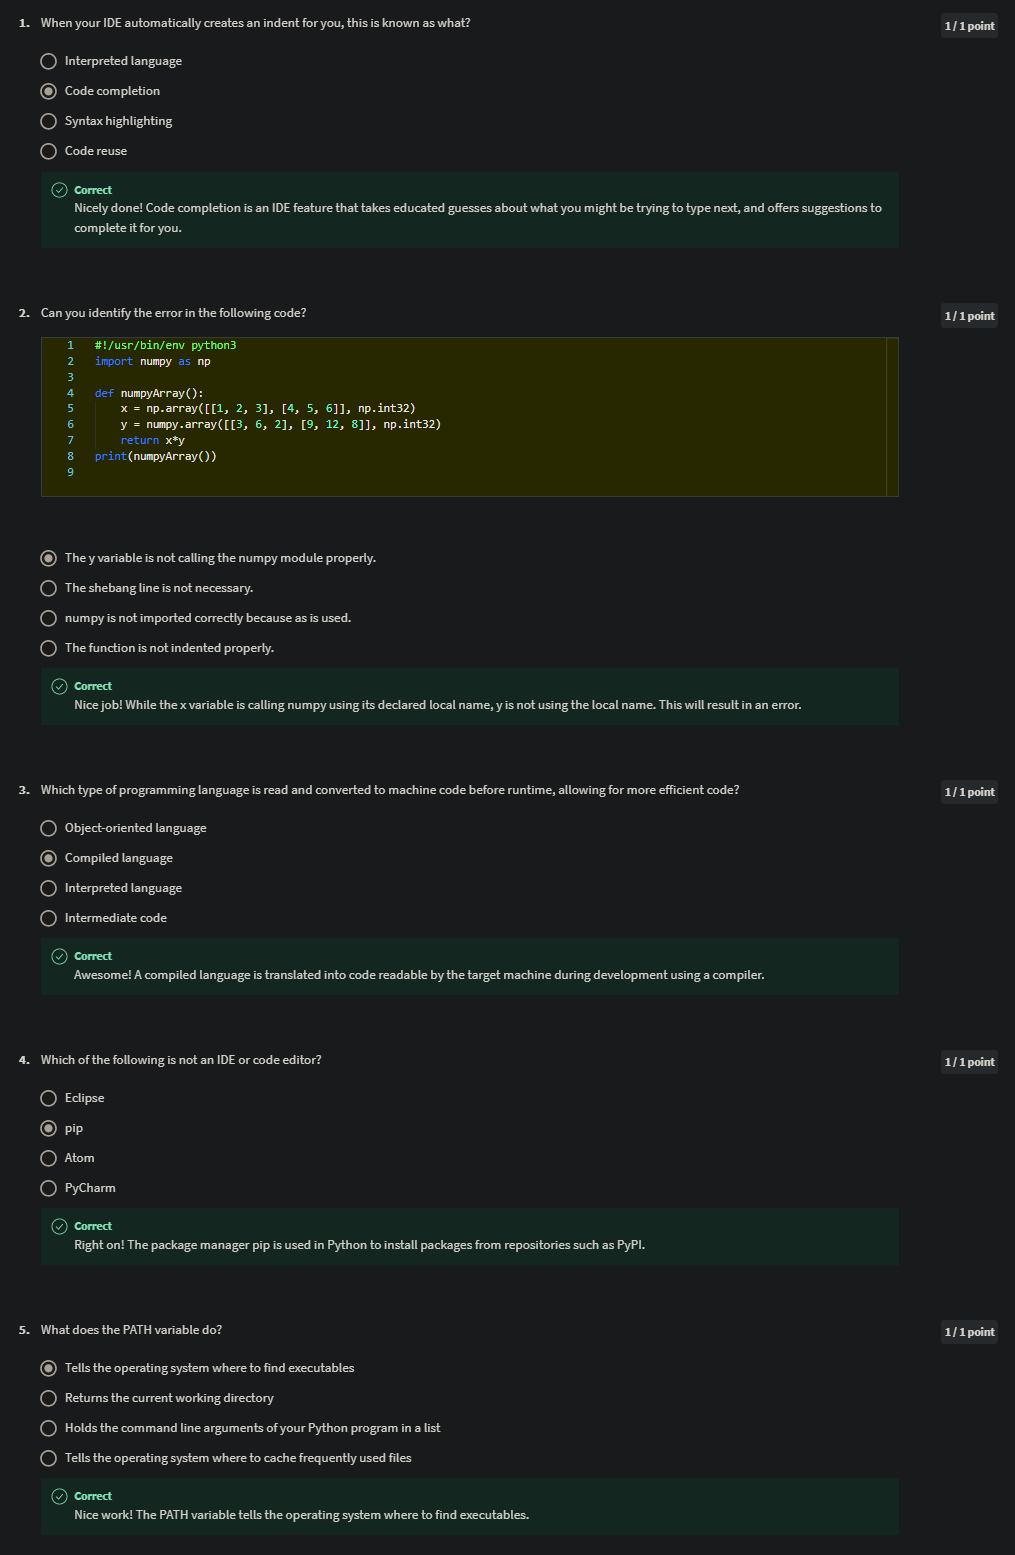 1. When your IDE automatically creates an indent for you, this is known as what?
1 / 1 point
Interpreted language
Code completion
Syntax highlighting
Code reuse
Correct
Nicely done! Code completion is an IDE feature that takes educated guesses about what you might be trying to type next, and offers suggestions to
complete it for you.
2. Can you identify the error in the following code?
1 / 1 point
1 #!/usr/bin/env python3
2 import numpy as np
3
4 def numpyArray():
5     x = np.array([[1, 2, 3], [4, 5, 6]], np.int32)
6     y = numpy.array([[3, 6, 2], [9, 12, 8]], np.int32)
7     return x*y
8 print(numpyArray())
9
The y variable is not calling the numpy module properly.
The shebang line is not necessary.
numpy is not imported correctly because as is used.
The function is not indented properly.
Correct
Nice job! While the x variable is calling numpy using its declared local name, y is not using the local name. This will result in an error.
3. Which type of programming language is read and converted to machine code before runtime, allowing for more efficient code?
1 / 1 point
Object-oriented language
Compiled language
Interpreted language
Intermediate code
Correct
Awesome! A compiled language is translated into code readable by the target machine during development using a compiler.
4. Which of the following is not an IDE or code editor?
1 / 1 point
Eclipse
pip
Atom
PyCharm
Correct
Right on! The package manager pip is used in Python to install packages from repositories such as PyPI.
5. What does the PATH variable do?
1 / 1 point
Tells the operating system where to find executables
Returns the current working directory
Holds the command line arguments of your Python program in a list
Tells the operating system where to cache frequently used files
Correct
Nice work! The PATH variable tells the operating system where to find executables.